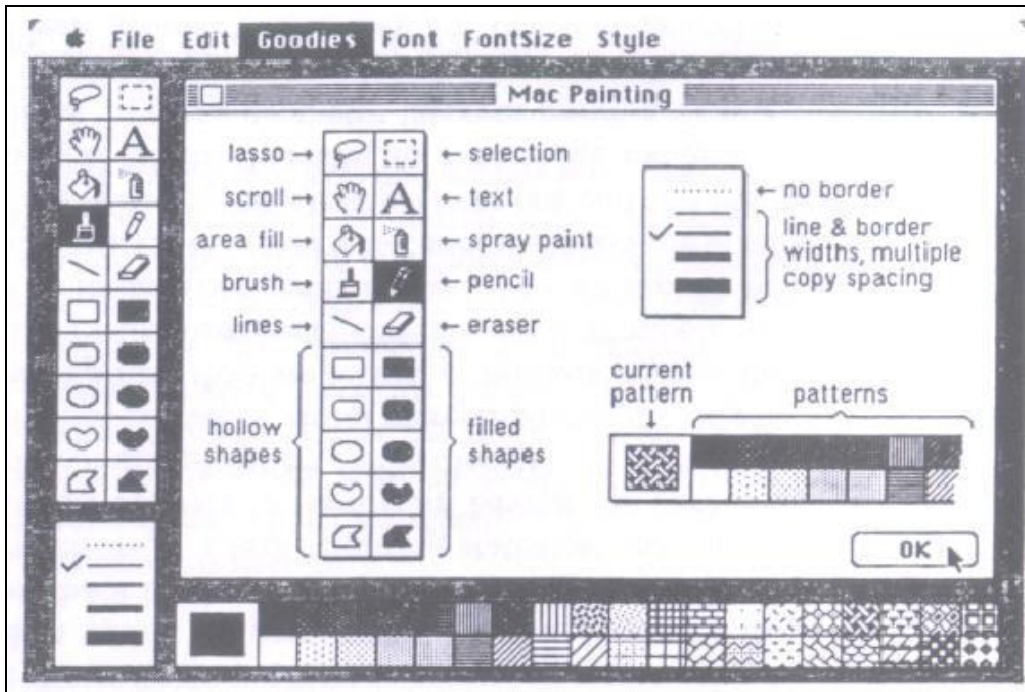 File Edit Goodies Font FontSize Style
Mac Painting
lasso
selection
scroll
A
A
text
area fill
spray paint
brush
pencil
lines
eraser
hollow
shapes
filled
shapes
no border
line & border
widths, multiple
copy spacing
current
pattern
patterns
OK